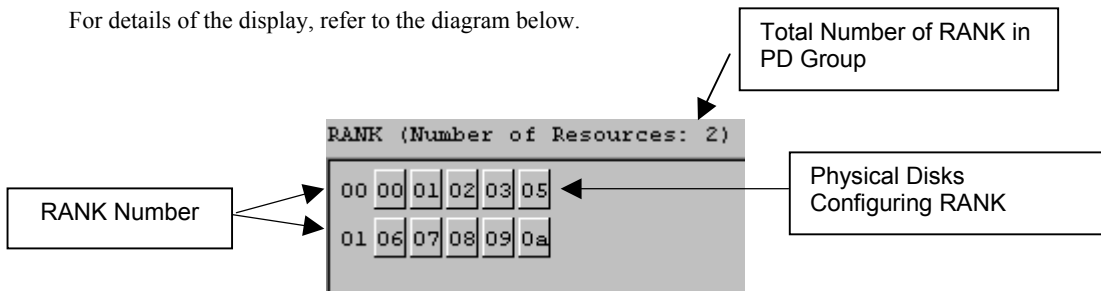 For details of the display, refer to the diagram below.
Total Number of RANK in
PD Group
RANK (Number of Resources: 2)
00 00 01 02 03 05
01 06 07 08 09 0a
RANK Number
Physical Disks
Configuring RANK